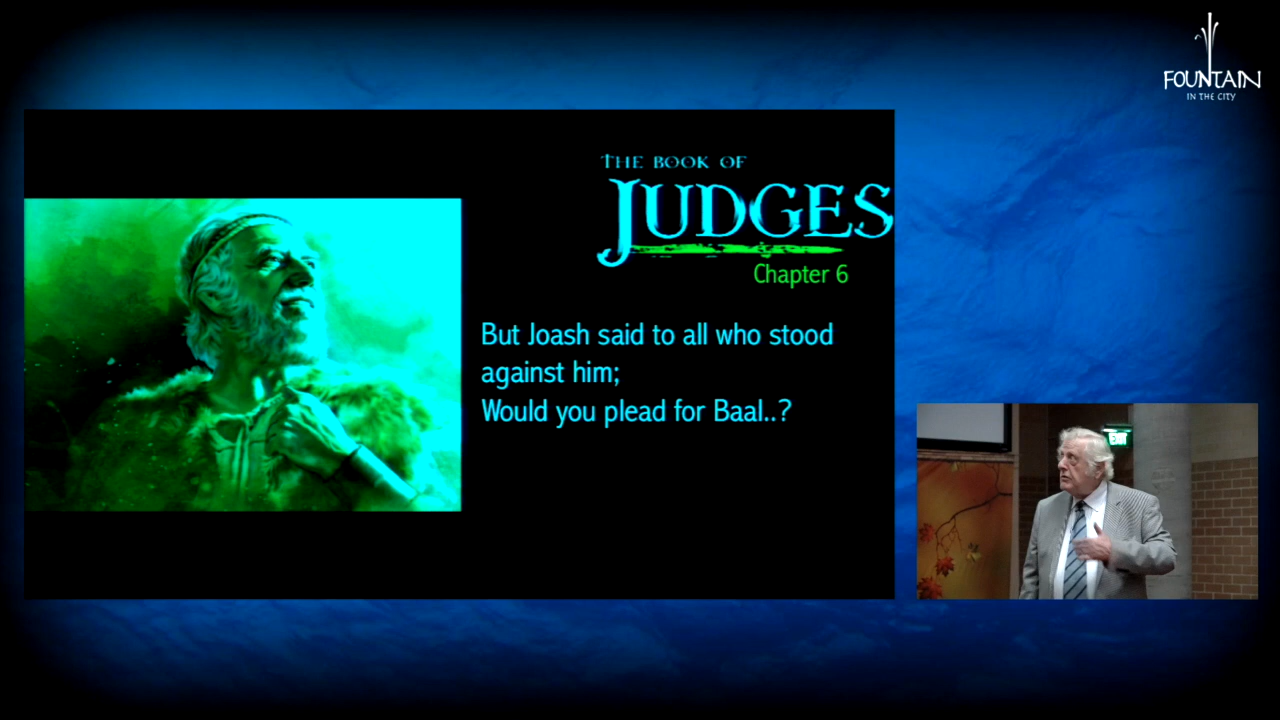 FOUNTAIN
IN THE CITY
THE BOOK OF
JUDGES
Chapter 6
But Joash said to all who stood
against him;
Would you plead for Baal..?
EXIT